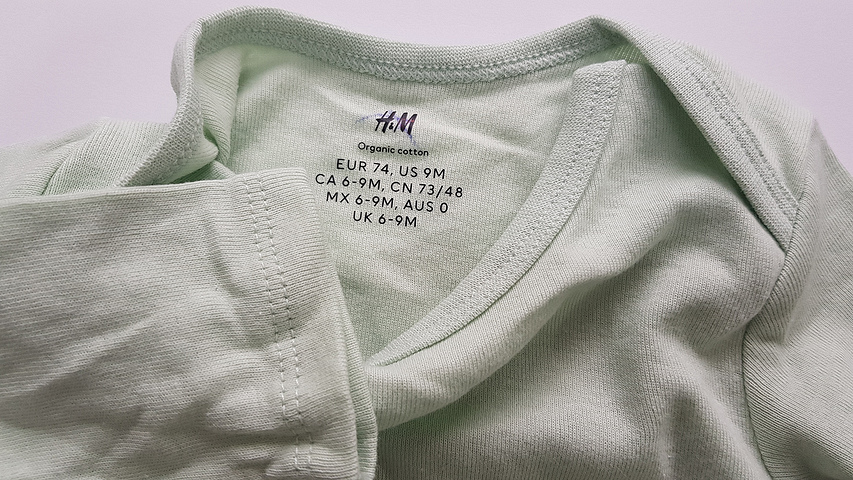 H&M
Organic cotton
EUR 74, US 9M
CA 6-9M, CN 73/48
MX 6-9M, AUS 0
UK 6-9M